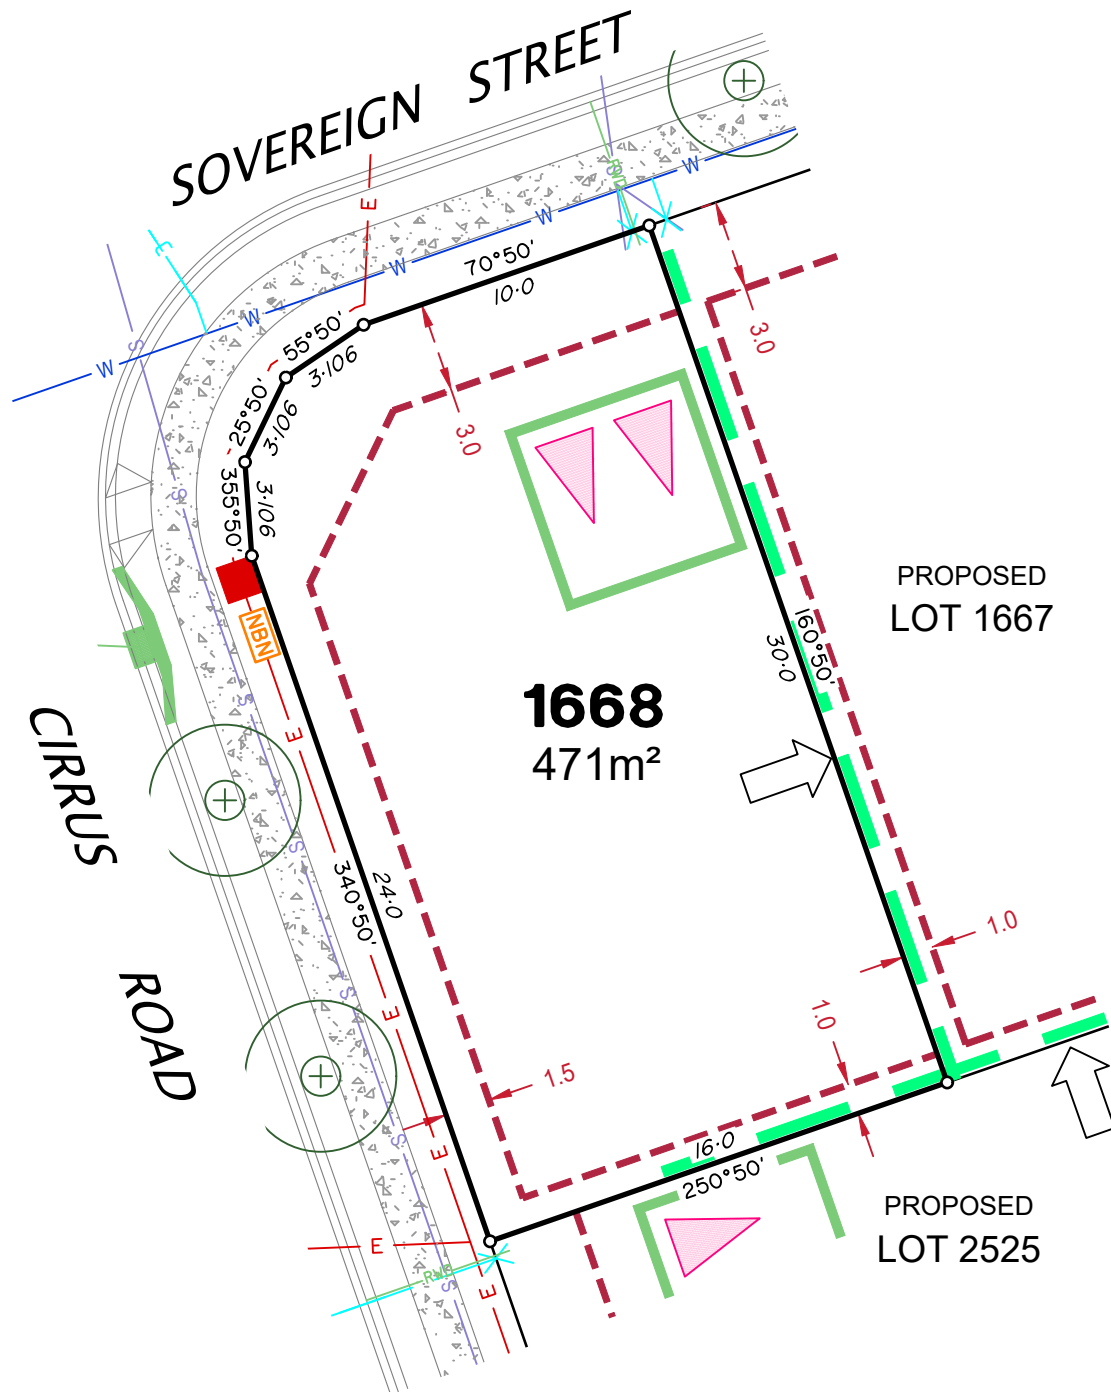 SOVEREIGN STREET
W
W
W
W
W
E
S
RWD
70°50'
10·0
55°50'
3·106
25°50'
3·106
355°50'
3·106
3.0
3.0
S
NBN
S
E
CIRRUS
ROAD
1668
471m²
PROPOSED
LOT 1667
160°50'
30·0
S
24·0
340°50'
S
E
1.0
1.0
1.5
S
E
16·0
250°50'
PROPOSED
LOT 2525
E
S
E